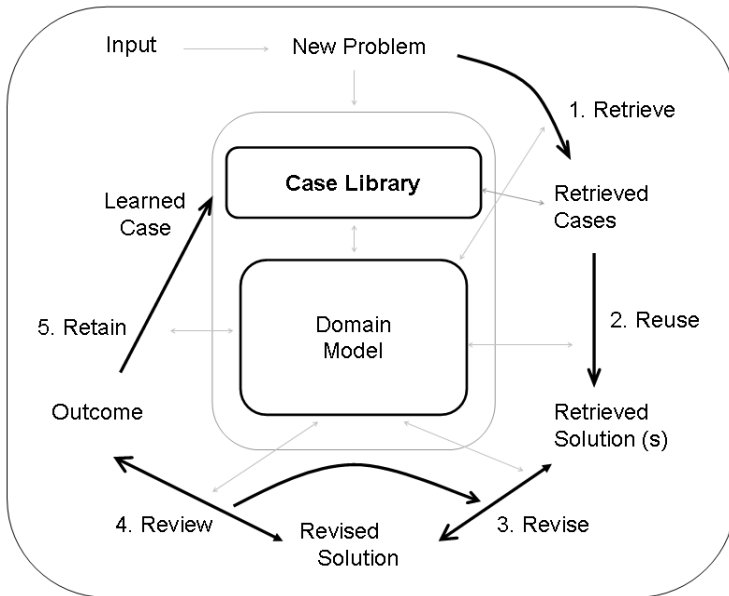 Input
New Problem
1. Retrieve
Case Library
Learned
Case
Retrieved
Cases
5. Retain
Domain
Model
2. Reuse
Outcome
Retrieved
Solution (s)
4. Review
Revised
Solution
3. Revise